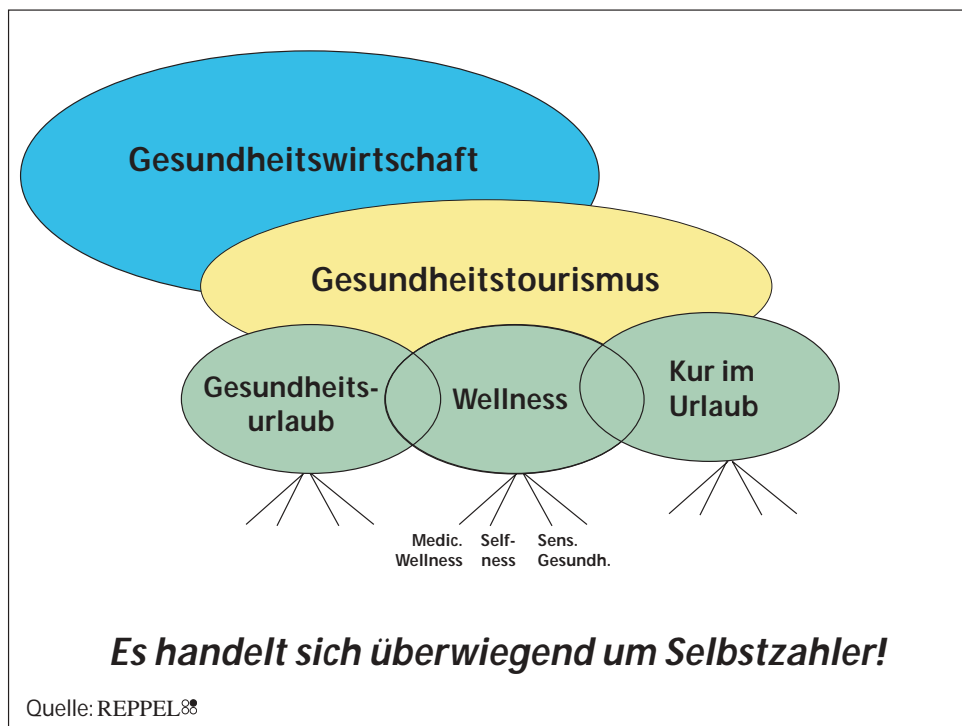 Gesundheitswirtschaft
Gesundheitstourismus
Gesundheits-
urlaub
Wellness
Kur im
Urlaub
Medic.
Wellness
Self-
ness
Sens.
Gesundh.
Es handelt sich überwiegend um Selbstzahler!
Quelle: REPPEL